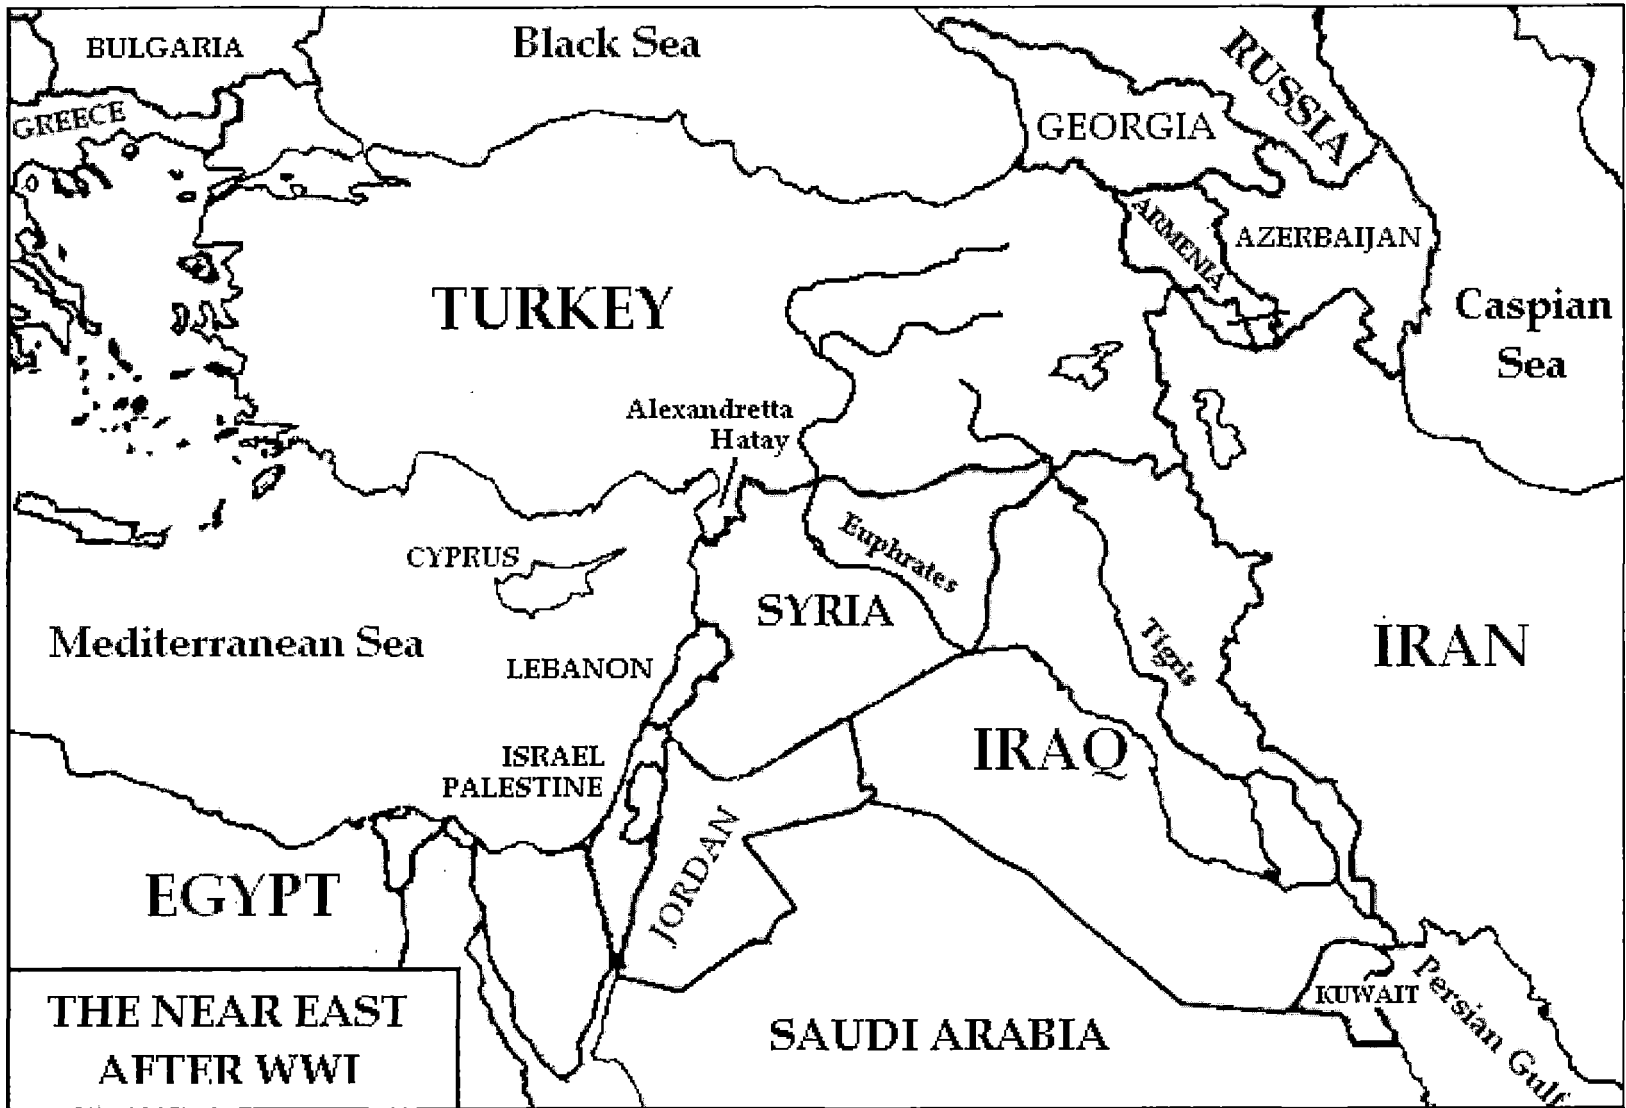 BULGARIA
Black Sea
RUSSIA
GREECE
GEORGIA
ARMENIA
AZERBAIJAN
TURKEY
Caspian
Sea
Alexandretta
Hatay
Euphrates
CYPRUS
SYRIA
Tigris
Mediterranean Sea
IRAN
LEBANON
IRAQ
ISRAEL
PALESTINE
JORDAN
EGYPT
KUWAIT
Persian Gulf
SAUDI ARABIA
THE NEAR EAST
AFTER WWI